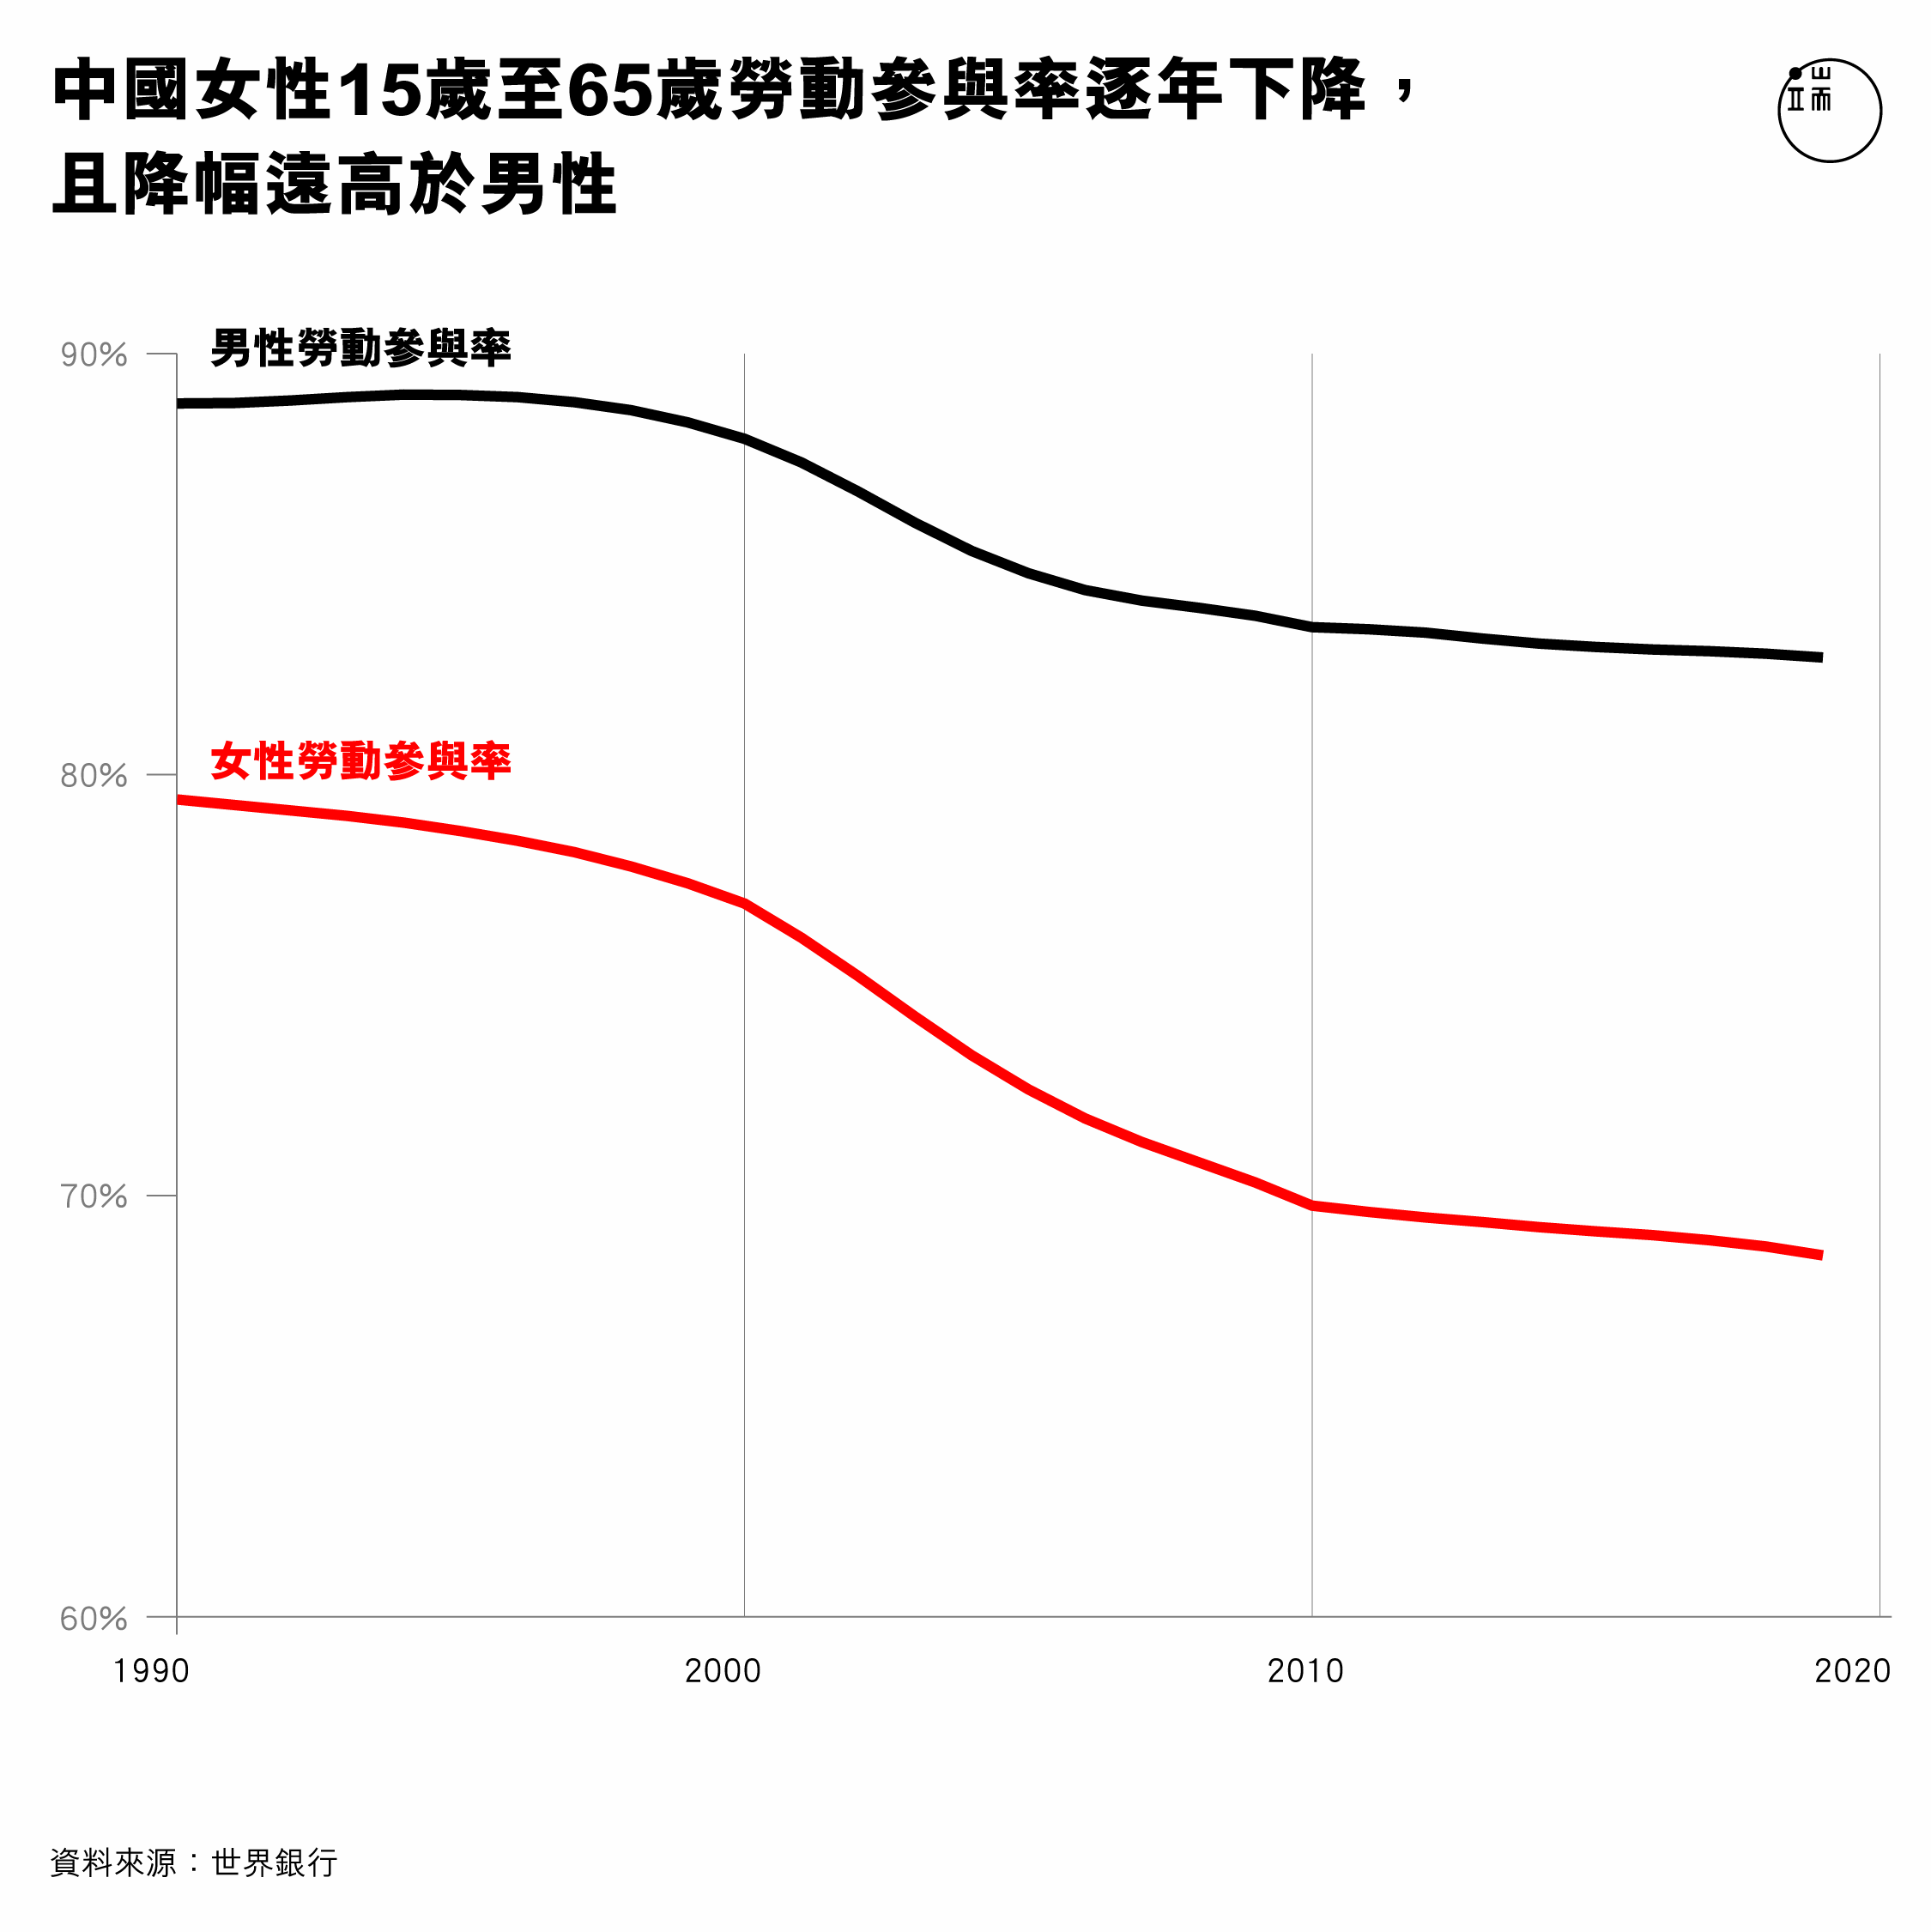 中國女性15歲至65歲勞動參與率逐年下降，
且降幅遠高於男性
端
亞
90%
男性勞動參與率
80%
女性勞動參與率
70%
60%
1990 2000 2010 2020
資料來源：世界銀行